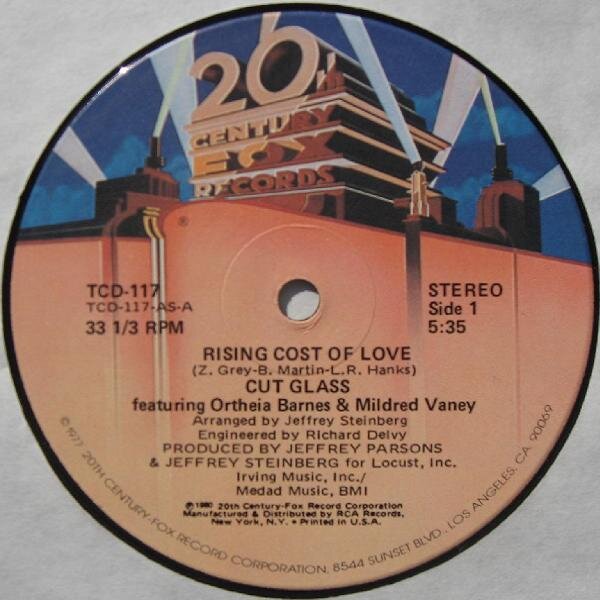 20th
CENTURY
FOX
RECORDS
®
TCD-117
TCD-117-AS-A
33 1/3 RPM
STEREO
Side 1
5:35
RISING COST OF LOVE
(Z. Grey-B. Martin-L.R. Hanks)
CUT GLASS
featuring Ortheia Barnes & Mildred Vaney
Arranged by Jeffrey Steinberg
Engineered by Richard Delvy
PRODUCED BY JEFFREY PARSONS
& JEFFREY STEINBERG for Locust, Inc.
Irving Music, Inc./
Medad Music, BMI
℗1980 20th Century-Fox Record Corporation
Manufactured & Distributed by RCA Records,
New York, N.Y. • Printed in U.S.A.
©1977 20TH CENTURY-FOX RECORD CORPORATION, 8544 SUNSET BLVD., LOS ANGELES, CA. 90069